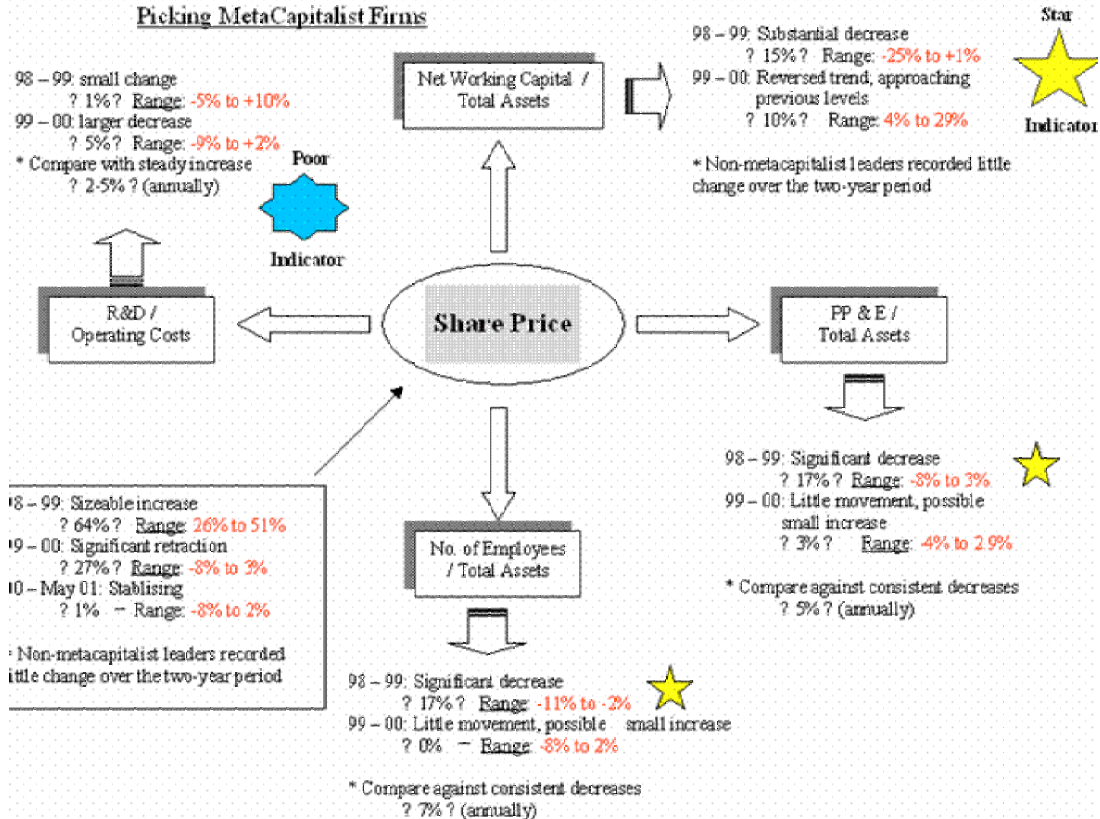 Picking MetaCapitalist Firms
98 – 99: small change
? 1% ? Range: -5% to +10%
99 – 00: larger decrease
? 5% ? Range: -9% to +2%
* Compare with steady increase
? 2-5% ? (annually)
Poor
Indicator
Net Working Capital /
Total Assets
98 – 99: Substantial decrease
? 15% ? Range: -25% to +1%
99 – 00: Reversed trend, approaching
previous levels
? 10% ? Range: 4% to 29%
* Non-metacapitalist leaders recorded little
change over the two-year period
Star
Indicator
R&D /
Operating Costs
Share Price
PP & E /
Total Assets
98 – 99: Significant decrease
? 17% ? Range: -8% to 3%
99 – 00: Little movement, possible
small increase
? 3% ? Range: -4% to 2.9%
* Compare against consistent decreases
? 5% ? (annually)
98 – 99: Sizeable increase
? 64% ? Range: 26% to 51%
99 – 00: Significant retraction
? 27% ? Range: -8% to 3%
00 – May 01: Stablising
? 1% – Range: -8% to 2%
* Non-metacapitalist leaders recorded
little change over the two-year period
No. of Employees
/ Total Assets
98 – 99: Significant decrease
? 17% ? Range: -11% to -2%
99 – 00: Little movement, possible small increase
? 0% – Range: -8% to 2%
* Compare against consistent decreases
? 7% ? (annually)